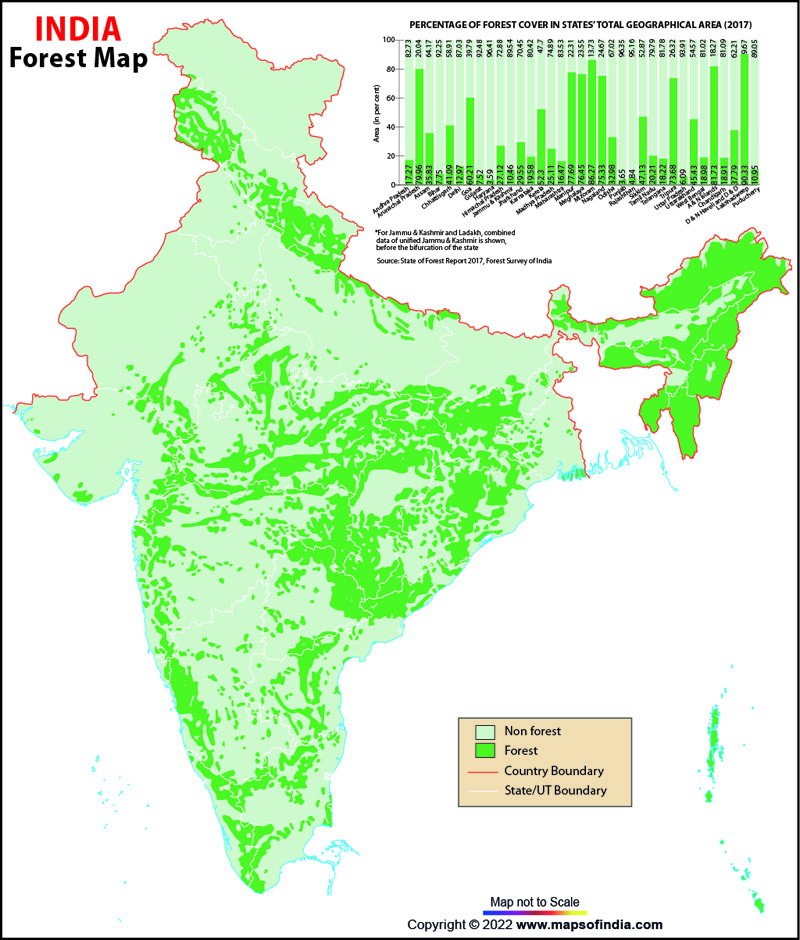 INDIA
Forest Map
PERCENTAGE OF FOREST COVER IN STATES' TOTAL GEOGRAPHICAL AREA (2017)
Area (in per cent)
100
80
60
40
20
0
82.73 20.04 64.17 92.25 58.91 87.03 39.79 92.48 96.41 72.88 89.54 70.45 80.42 47.7 74.89 83.53 22.31 23.55 13.73 24.67 67.02 96.35 95.16 52.87 79.79 81.78 26.32 93.91 54.57 81.02 18.27 81.09 62.21 9.67 89.05
17.27 79.96 35.83 7.75 41.09 12.97 60.21 7.52 3.59 27.12 10.46 29.55 19.58 52.3 25.11 16.47 77.69 76.45 86.27 75.33 32.98 3.65 4.84 47.13 20.21 18.22 73.68 6.09 45.43 18.98 81.73 18.91 37.79 90.33 10.95
Andhra Pradesh
Arunachal Pradesh
Assam
Bihar
Chhattisgarh
Delhi
Goa
Gujarat
Haryana
Himachal Pradesh
Jammu & Kashmir
Jharkhand
Karnataka
Kerala
Madhya Pradesh
Maharashtra
Manipur
Meghalaya
Mizoram
Nagaland
Odisha
Punjab
Rajasthan
Sikkim
Tamil Nadu
Telangana
Tripura
Uttar Pradesh
Uttarakhand
West Bengal
A & N Island
Chandigarh
D & N Haveli and D & D
Lakshadweep
Puducherry
*For Jammu & Kashmir and Ladakh, combined
data of unified Jammu & Kashmir is shown,
before the bifurcation of the state
Source: State of Forest Report 2017, Forest Survey of India
Non forest
Forest
Country Boundary
State/UT Boundary
Map not to Scale
Copyright © 2022 www.mapsofindia.com